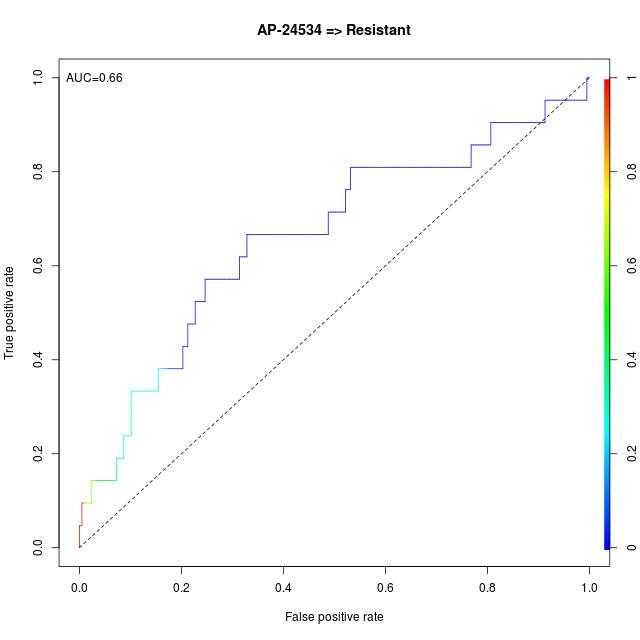 AP-24534 => Resistant
AUC=0.66
True positive rate
1.0
0.8
0.6
0.4
0.2
0.0
0.0 0.2 0.4 0.6 0.8 1.0
False positive rate
1
0.8
0.6
0.4
0.2
0